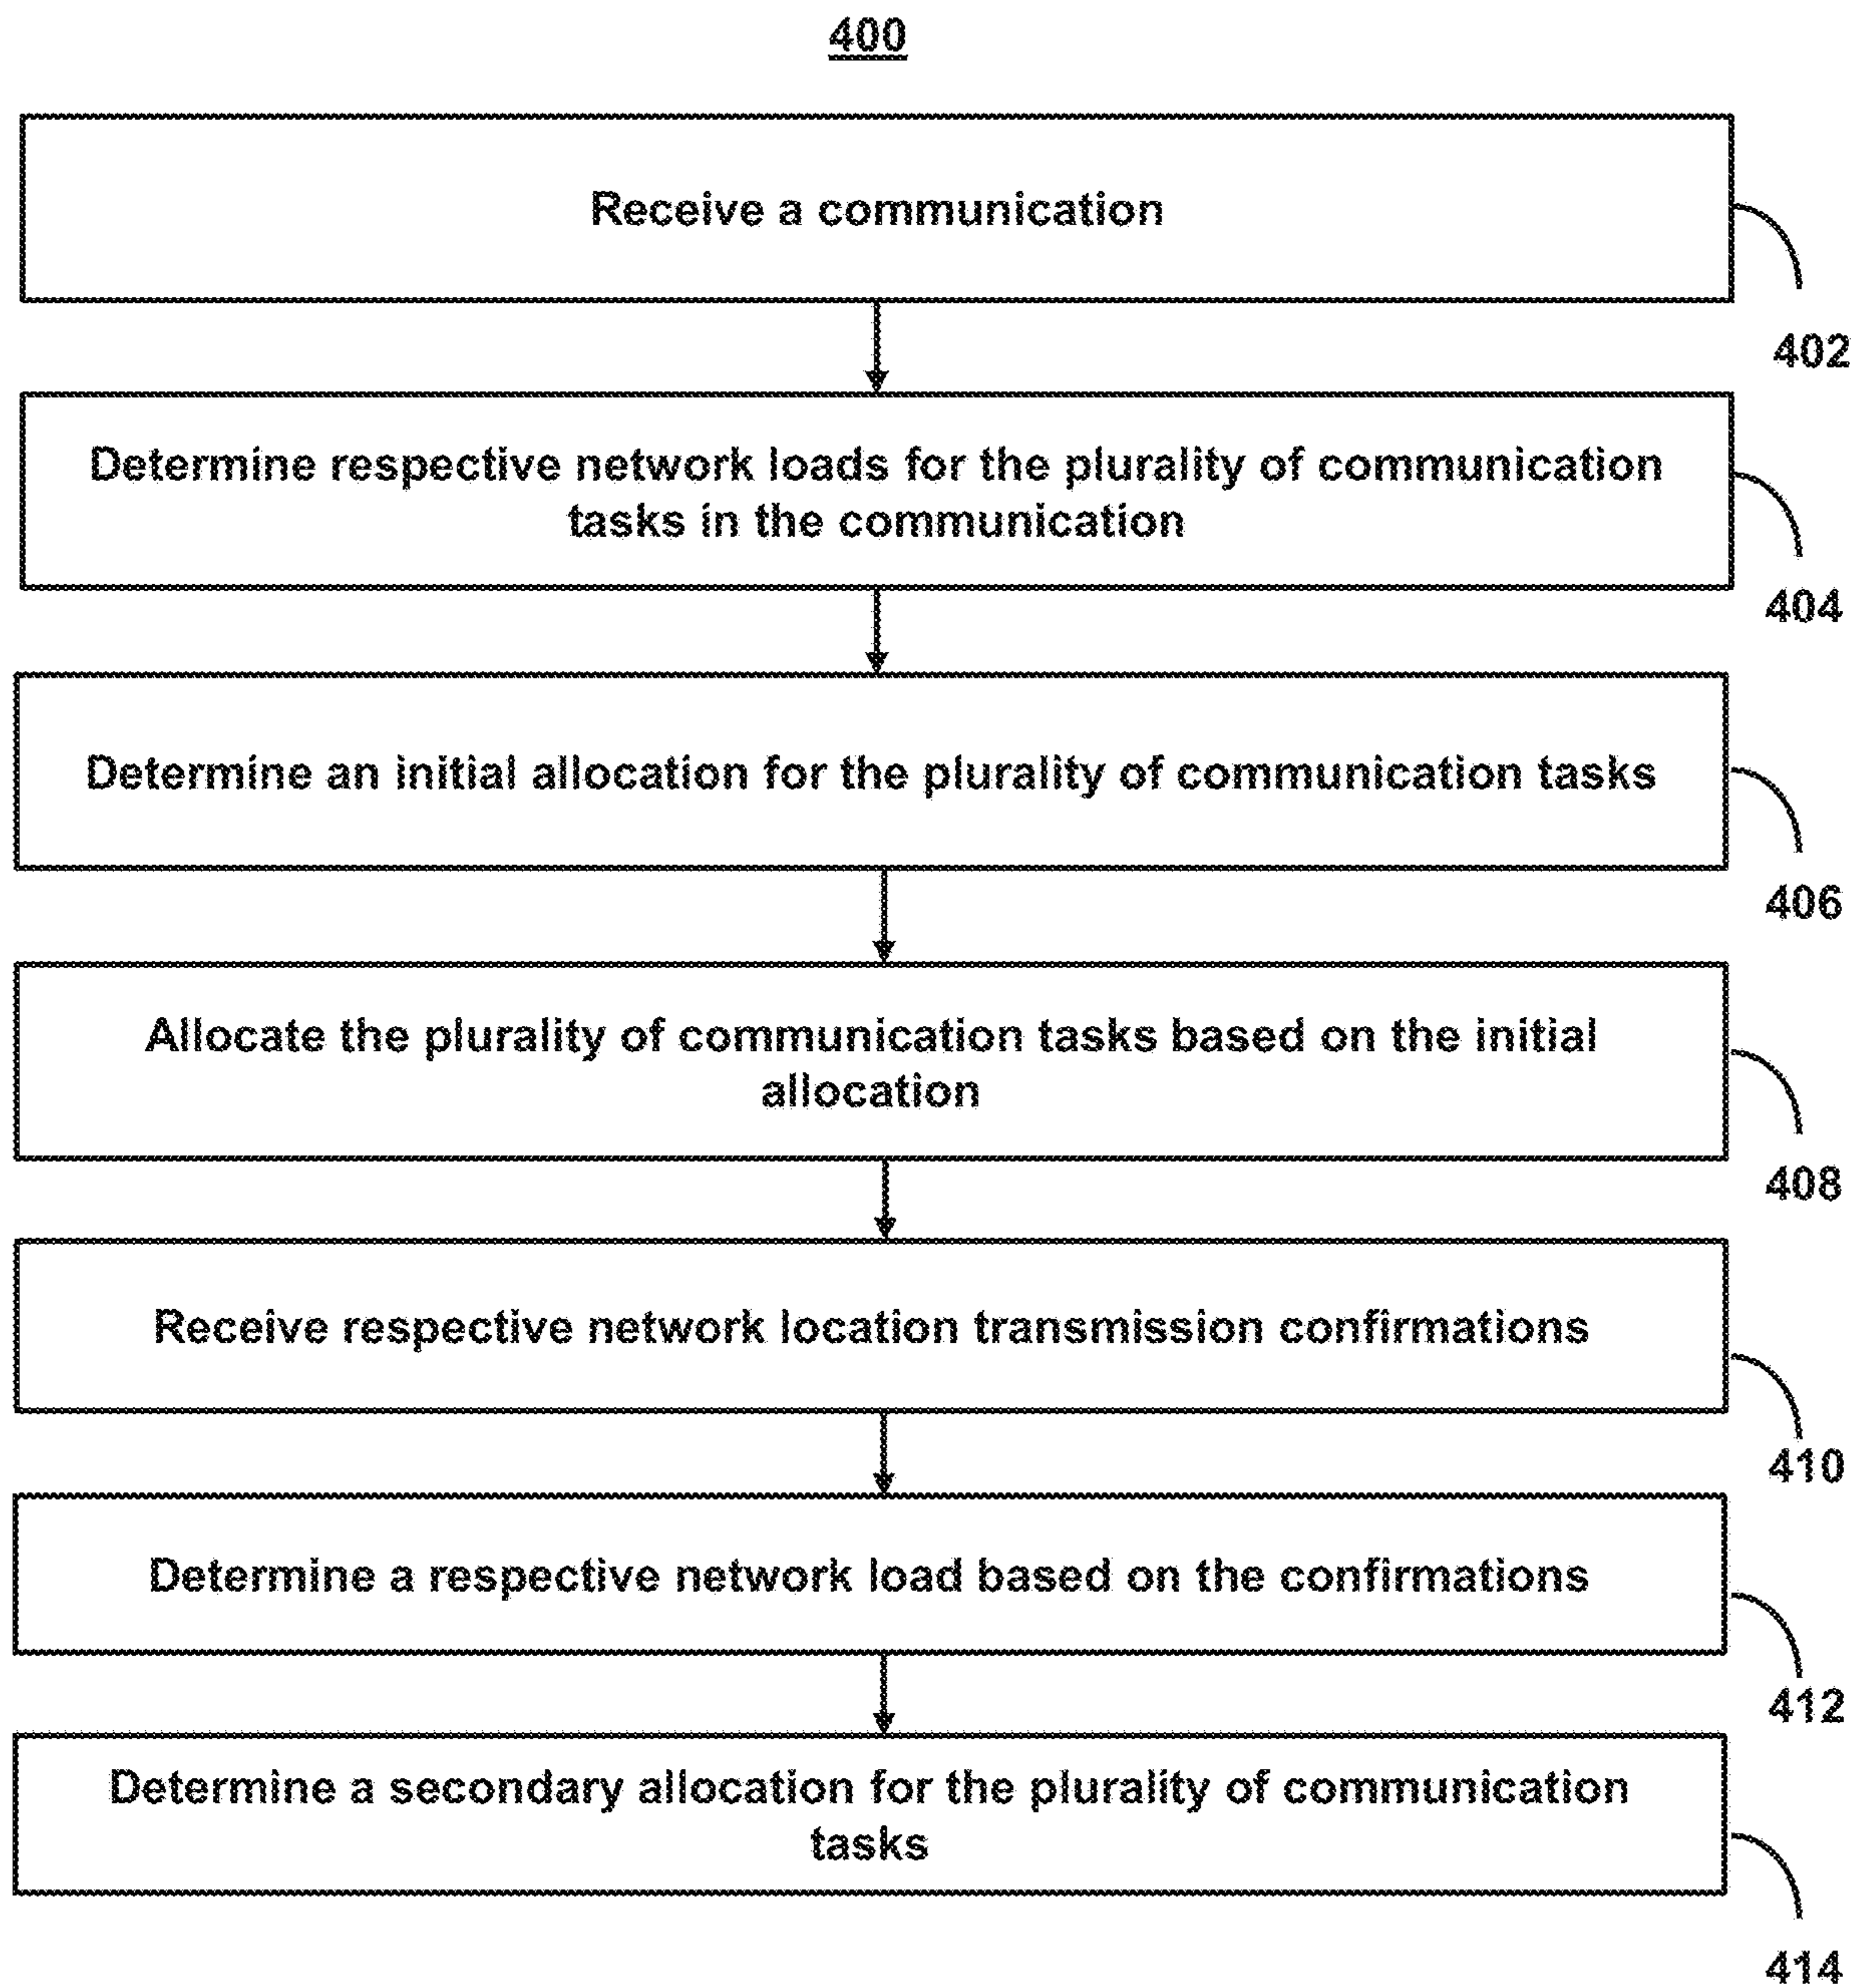 400
Receive a communication
402
Determine respective network loads for the plurality of communication
tasks in the communication
404
Determine an initial allocation for the plurality of communication tasks
406
Allocate the plurality of communication tasks based on the initial
allocation
408
Receive respective network location transmission confirmations
410
Determine a respective network load based on the confirmations
412
Determine a secondary allocation for the plurality of communication
tasks
414